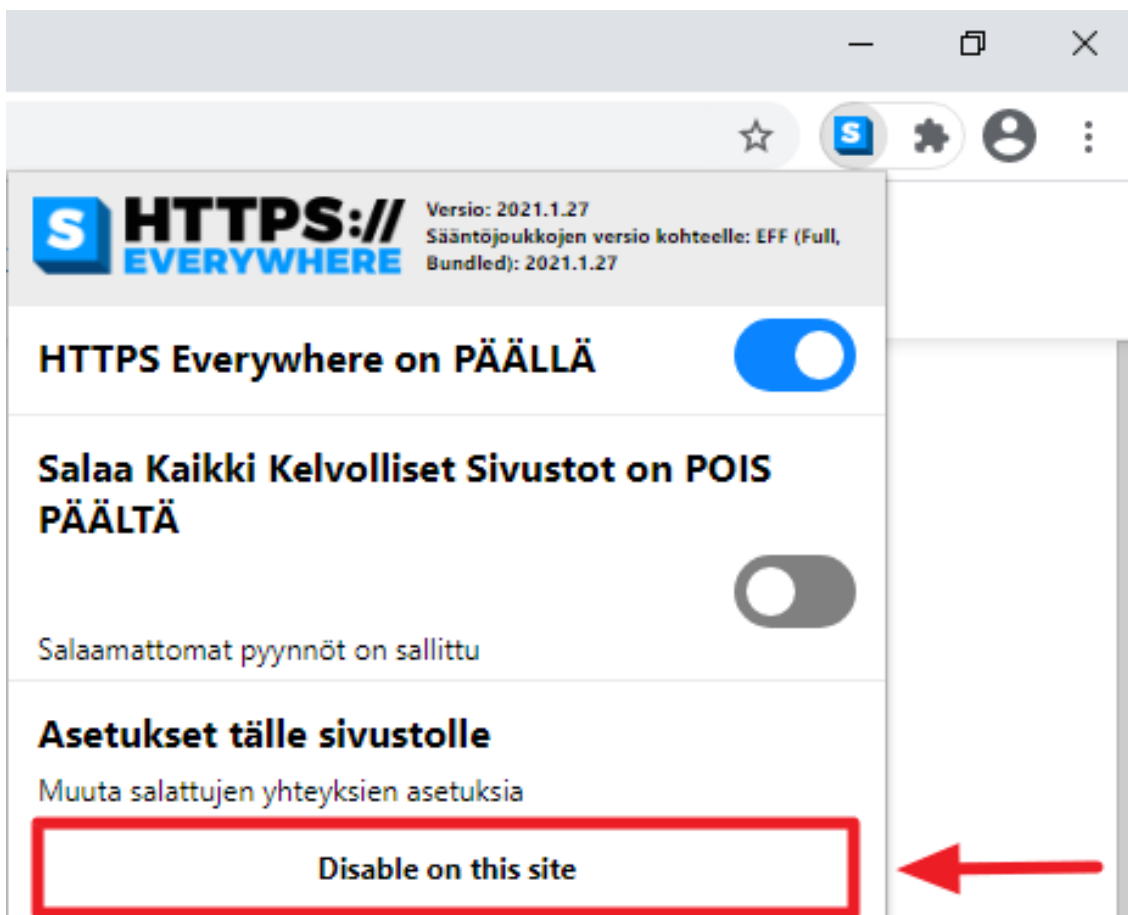 S
S HTTPS://
EVERYWHERE
Versio: 2021.1.27
Sääntöjoukkojen versio kohteelle: EFF (Full,
Bundled): 2021.1.27
HTTPS Everywhere on PÄÄLLÄ
Salaa Kaikki Kelvolliset Sivustot on POIS
PÄÄLTÄ
Salaamattomat pyynnöt on sallittu
Asetukset tälle sivustolle
Muuta salattujen yhteyksien asetuksia
Disable on this site